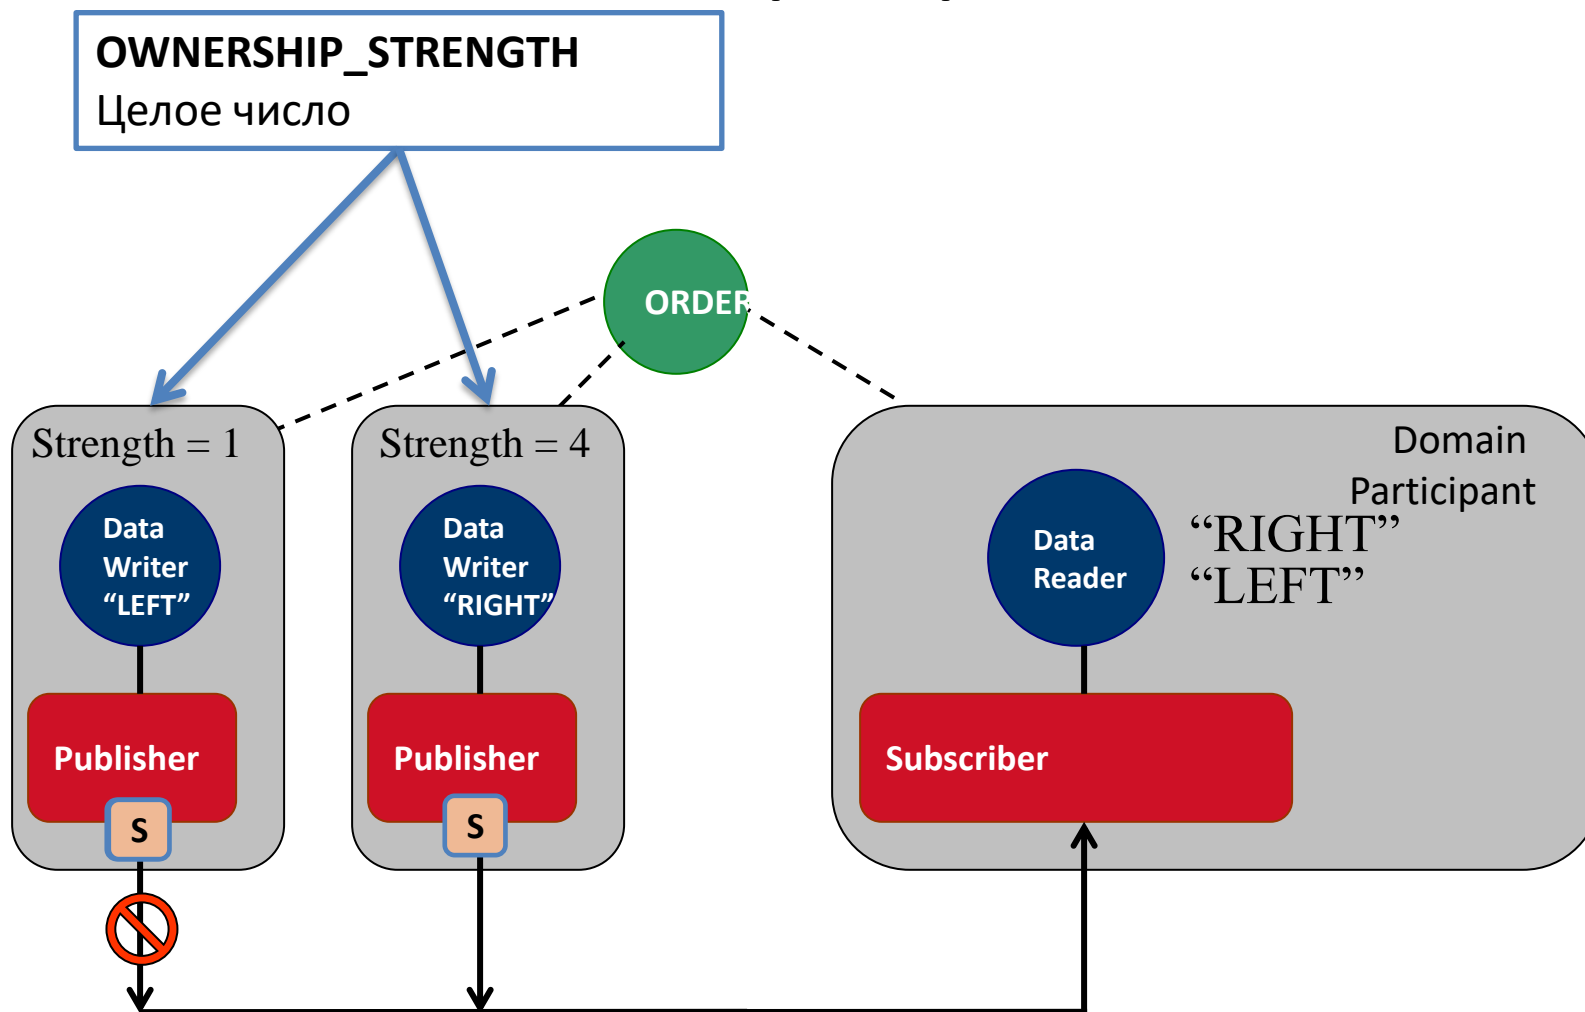 OWNERSHIP_STRENGTH
Целое число
ORDER
Strength = 1
Strength = 4
Domain
Participant
Data
Writer
“LEFT”
Data
Writer
“RIGHT”
Data
Reader
“RIGHT”
“LEFT”
Publisher
Publisher
Subscriber
S
S